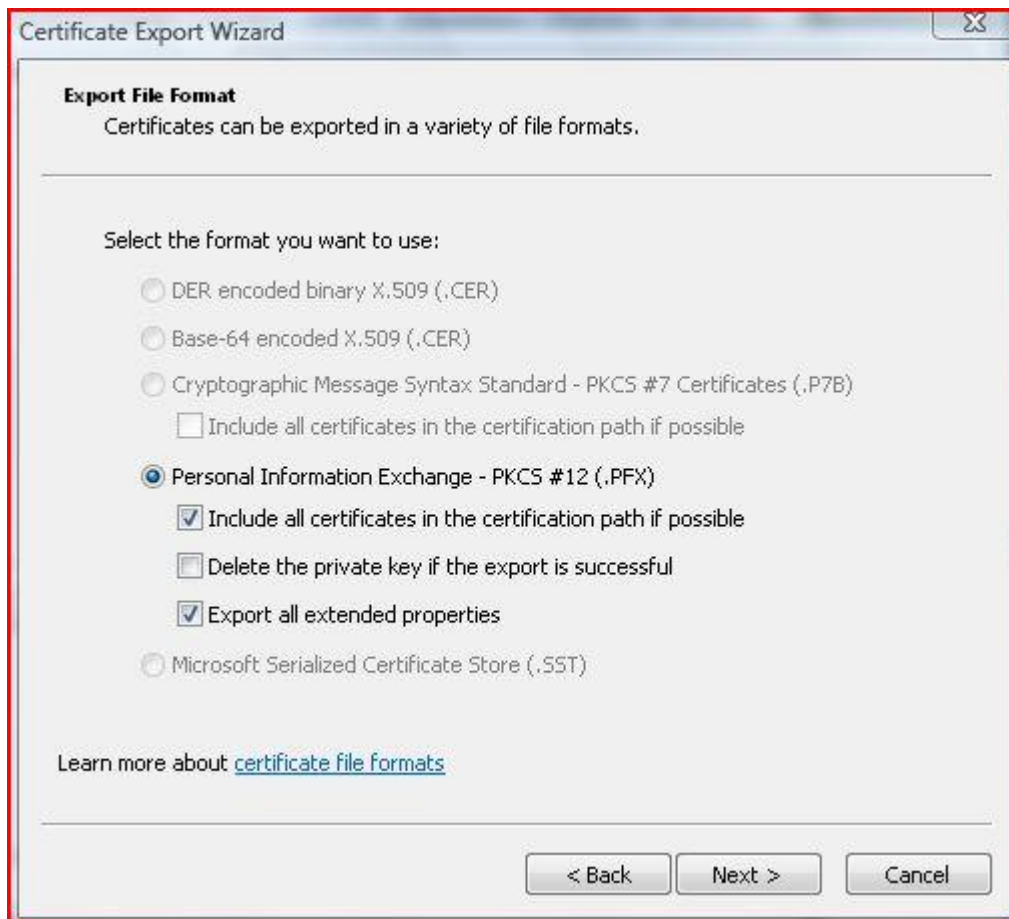 Certificate Export Wizard
Export File Format
Certificates can be exported in a variety of file formats.
Select the format you want to use:
DER encoded binary X.509 (.CER)
Base-64 encoded X.509 (.CER)
Cryptographic Message Syntax Standard - PKCS #7 Certificates (.P7B)
Include all certificates in the certification path if possible
Personal Information Exchange - PKCS #12 (.PFX)
Include all certificates in the certification path if possible
Delete the private key if the export is successful
Export all extended properties
Microsoft Serialized Certificate Store (.SST)
Learn more about certificate file formats
< Back Next > Cancel